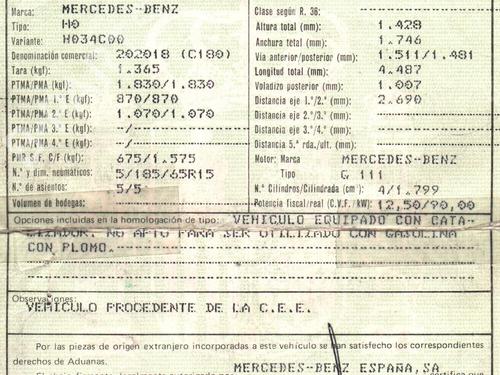 Marca: MERCEDES-BENZ
Tipo: H0
Variante: H034C00
Denominación comercial: 202018 (C180)
Tara (kgf): 1.365
PTMA/PMA (kgf): 1.830/1.830
PTMA/PMA 1.° E (kgf): 870/870
PTMA/PMA 2.° E (kgf): 1.070/1.070
PTMA/PMA 3.° E (kgf): -/-
PTMA/PMA 4.° E (kgf): -/-
PMR S.F. C/F (kgf): 675/1.575
N.° y dim. neumáticos: 5/185/65R15
N.° de asientos: 5/5
Volumen de bodegas:
Clase según R. 36:
Altura total (mm): 1.428
Anchura total (mm): 1.746
Vía anterior/posterior (mm): 1.511/1.481
Longitud total (mm): 4.487
Voladizo posterior (mm): 1.007
Distancia eje 1.°/2.° (mm): 2.690
Distancia eje 2.°/3.° (mm):
Distancia eje 3.°/4.° (mm):
Distancia 5.ª rda./últ. (mm):
Motor: Marca MERCEDES-BENZ
Tipo G 111
N.° Cilindros/Cilindrada (cm³): 4/1.799
Potencia fiscal/real (C.V.F./kW): 12,50/90,00
Opciones incluidas en la homologación de tipo: VEHICULO EQUIPADO CON CATA-
LIZADOR. NO APTO PARA SER UTILIZADO CON GASOLINA
CON PLOMO.
Observaciones:
VEHICULO PROCEDENTE DE LA C.E.E.
Por las piezas de origen extranjero incorporadas a este vehículo se han satisfecho los correspondientes
derechos de Aduanas.
MERCEDES-BENZ ESPAÑA, SA